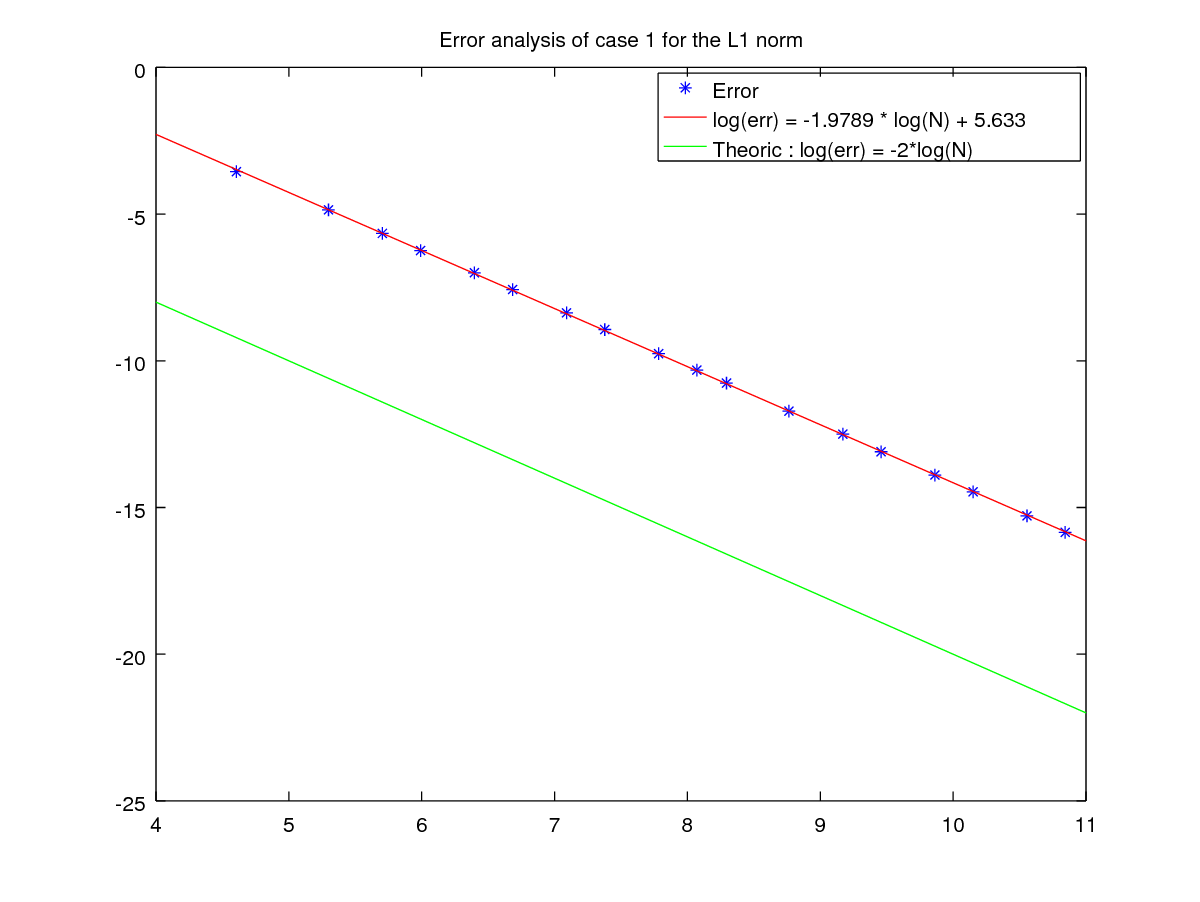 Error analysis of case 1 for the L1 norm
Error
log(err) = -1.9789 * log(N) + 5.633
Theoric : log(err) = -2*log(N)
0
-5
-10
-15
-20
-25
4 5 6 7 8 9 10 11